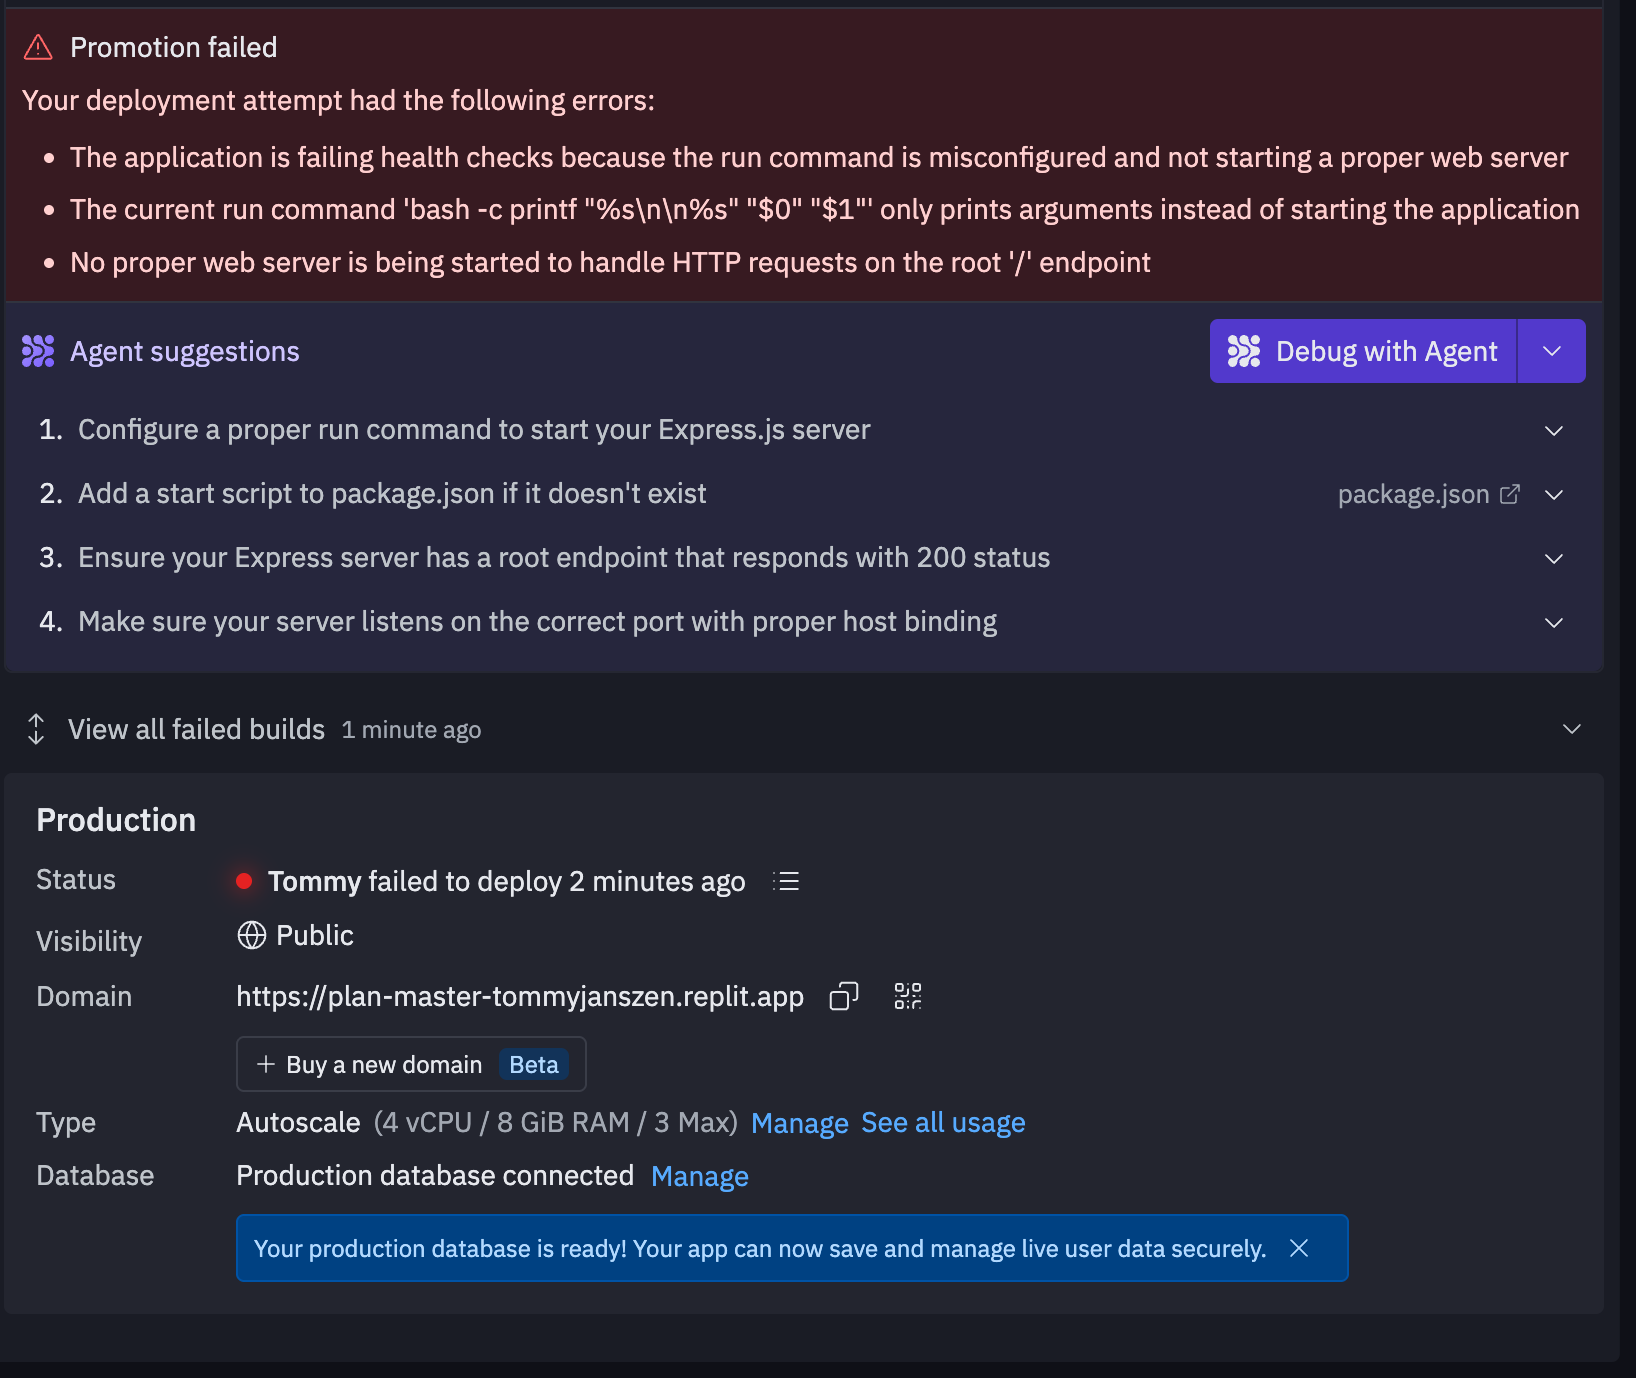 Promotion failed
Your deployment attempt had the following errors:
• The application is failing health checks because the run command is misconfigured and not starting a proper web server
• The current run command 'bash -c printf "%s\n\n%s" "$0" "$1"' only prints arguments instead of starting the application
• No proper web server is being started to handle HTTP requests on the root '/' endpoint
Agent suggestions
Debug with Agent
1. Configure a proper run command to start your Express.js server
2. Add a start script to package.json if it doesn't exist package.json
3. Ensure your Express server has a root endpoint that responds with 200 status
4. Make sure your server listens on the correct port with proper host binding
View all failed builds 1 minute ago
Production
Status Tommy failed to deploy 2 minutes ago
Visibility Public
Domain https://plan-master-tommyjanszen.replit.app
+ Buy a new domain Beta
Type Autoscale (4 vCPU / 8 GiB RAM / 3 Max) Manage See all usage
Database Production database connected Manage
Your production database is ready! Your app can now save and manage live user data securely.